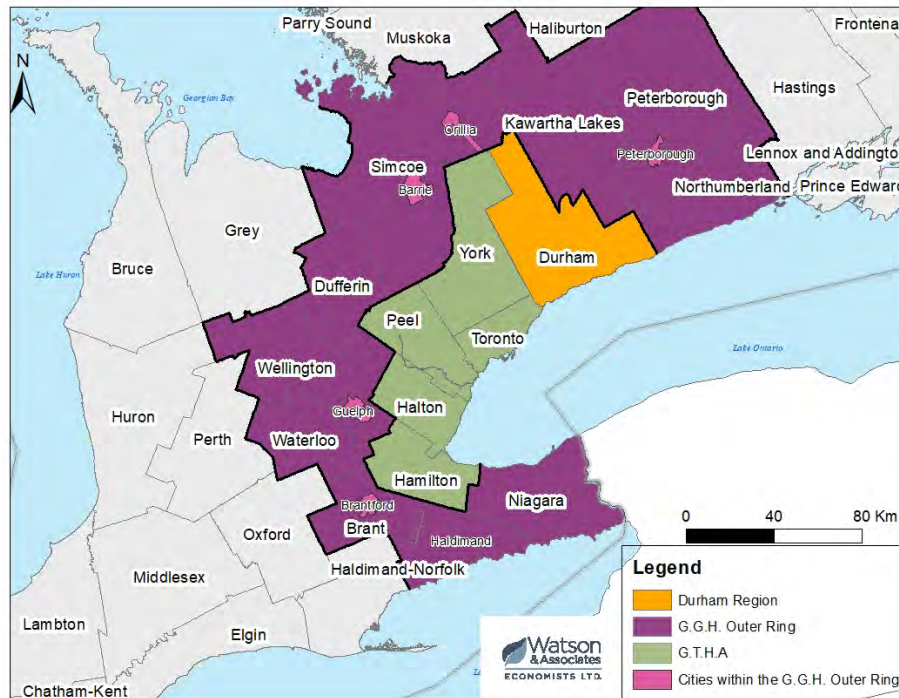 Parry Sound
Muskoka
Haliburton
Frontena
N
Georgian Bay
Peterborough
Hastings
Orillia
Kawartha Lakes
Peterborough
Lennox and Addington
Simcoe
Barrie
Northumberland
Prince Edward
Grey
York
Durham
Bruce
Lake Huron
Dufferin
Peel
Toronto
Lake Ontario
Wellington
Huron
Guelph
Halton
Perth
Waterloo
Hamilton
Niagara
Brantford
Brant
Oxford
Haldimand
0 40 80 Km
Haldimand-Norfolk
Middlesex
Legend
Durham Region
G.G.H. Outer Ring
G.T.H.A
Cities within the G.G.H. Outer Ring
Lambton
Elgin
Watson
& Associates
ECONOMISTS LTD.
Chatham-Kent